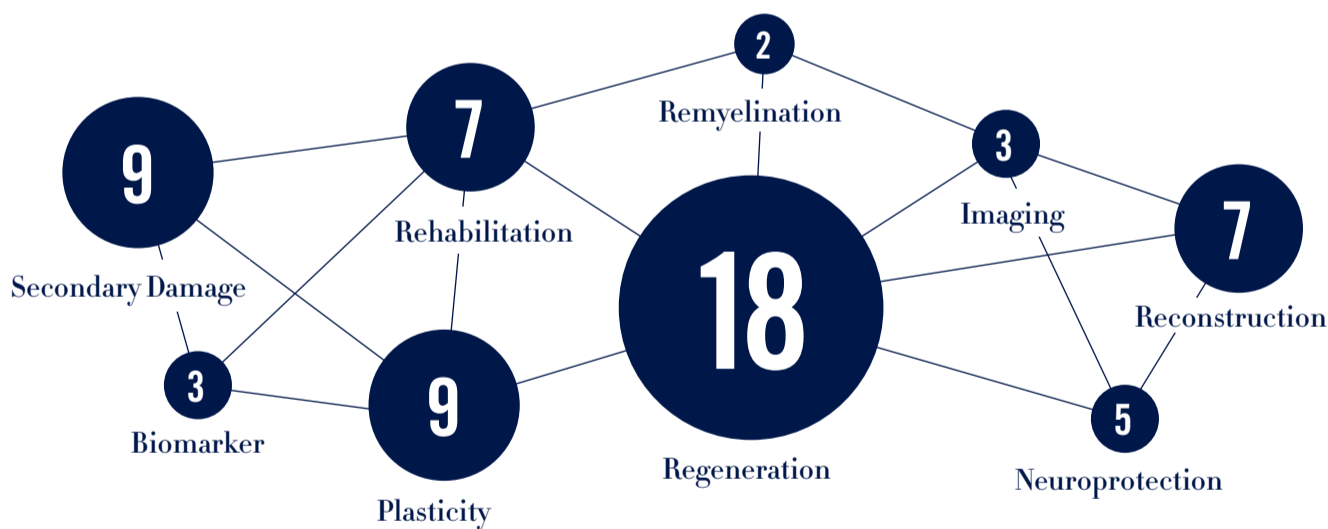 2
Remyelination
7
Rehabilitation
9
Secondary Damage
3
Imaging
7
Reconstruction
18
Regeneration
3
Biomarker
9
Plasticity
5
Neuroprotection